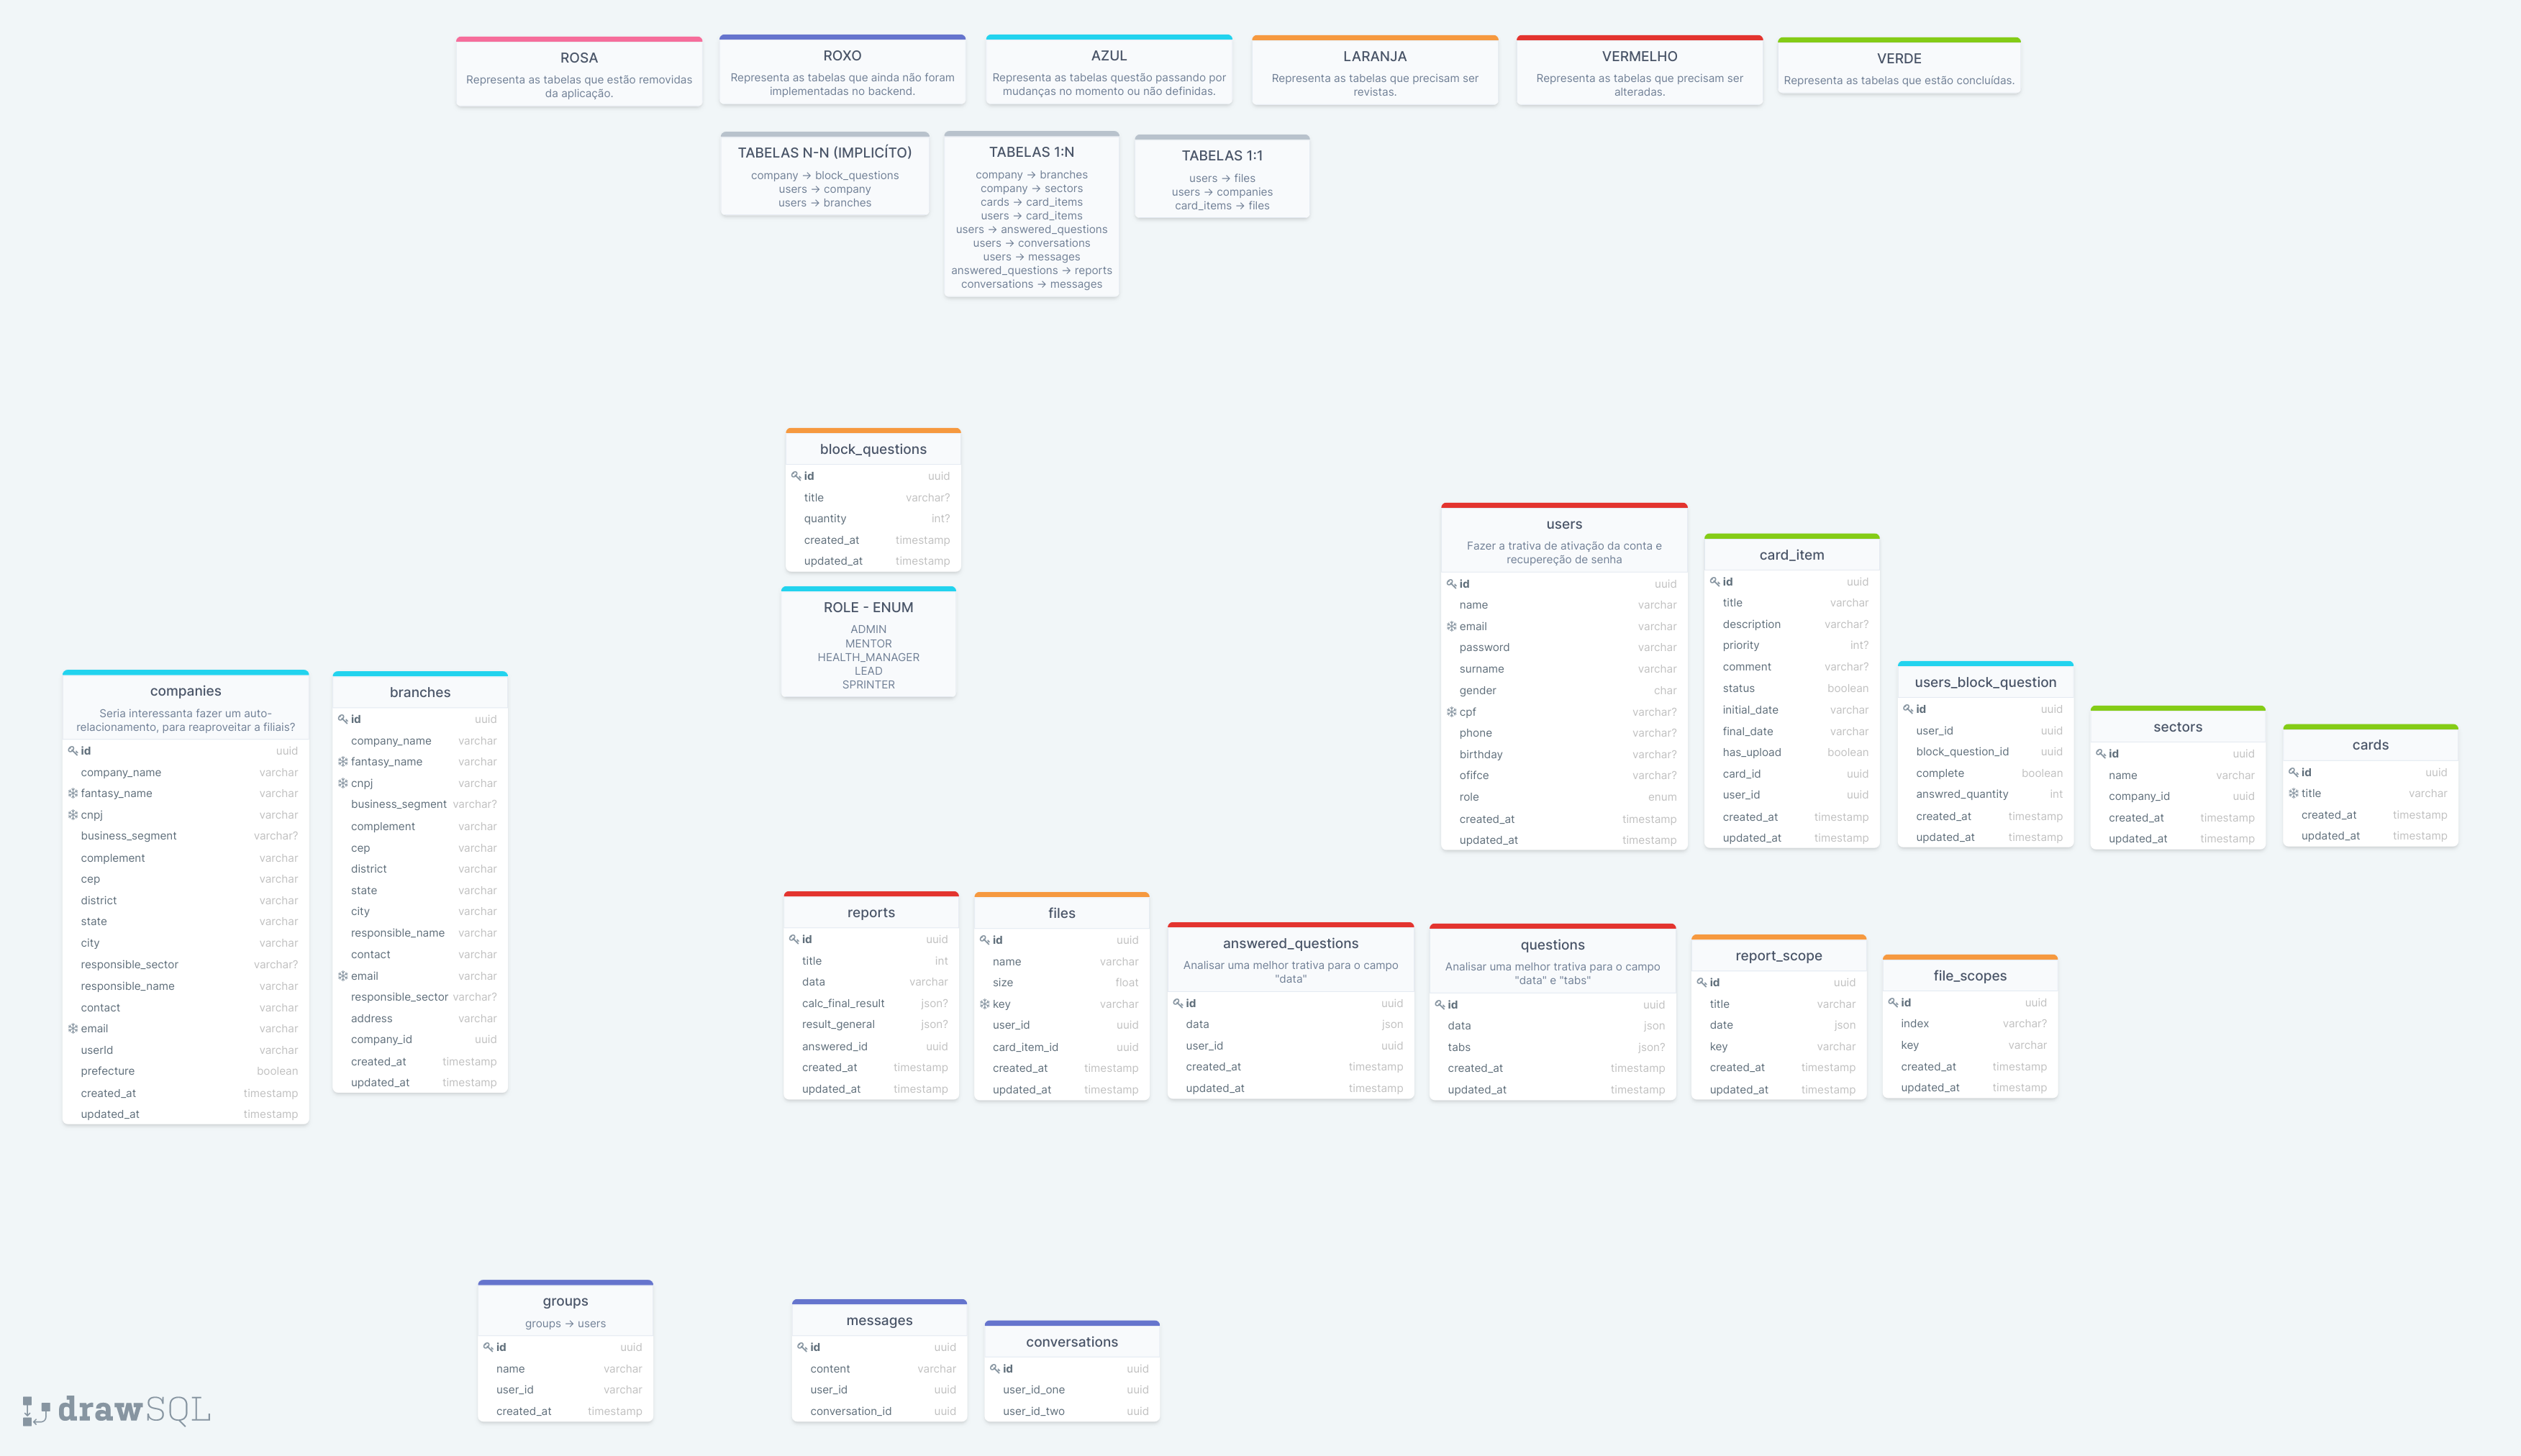 ROSA
Representa as tabelas que estão removidas
da aplicação.
ROXO
Representa as tabelas que ainda não foram
implementadas no backend.
AZUL
Representa as tabelas questão passando por
mudanças no momento ou não definidas.
LARANJA
Representa as tabelas que precisam ser
revistas.
VERMELHO
Representa as tabelas que precisam ser
alteradas.
VERDE
Representa as tabelas que estão concluídas.
TABELAS N-N (IMPLICÍTO)
company → block_questions
users → company
users → branches
TABELAS 1:N
company → branches
company → sectors
cards → card_items
users → card_items
users → answered_questions
users → conversations
users → messages
answered_questions → reports
conversations → messages
TABELAS 1:1
users → files
users → companies
card_items → files
block_questions
id uuid
title varchar?
quantity int?
created_at timestamp
updated_at timestamp
ROLE - ENUM
ADMIN
MENTOR
HEALTH_MANAGER
LEAD
SPRINTER
users
Fazer a trativa de ativação da conta e
recupereção de senha
id uuid
name varchar
email varchar
password varchar
surname varchar
gender char
cpf varchar?
phone varchar?
birthday varchar?
ofifce varchar?
role enum
created_at timestamp
updated_at timestamp
card_item
id uuid
title varchar
description varchar?
priority int?
comment varchar?
status boolean
initial_date varchar
final_date varchar
has_upload boolean
card_id uuid
user_id uuid
created_at timestamp
updated_at timestamp
users_block_question
id uuid
user_id uuid
block_question_id uuid
complete boolean
answred_quantity int
created_at timestamp
updated_at timestamp
sectors
id uuid
name varchar
company_id uuid
created_at timestamp
updated_at timestamp
cards
id uuid
title varchar
created_at timestamp
updated_at timestamp
companies
Seria interessanta fazer um auto-
relacionamento, para reaproveitar a filiais?
id uuid
company_name varchar
fantasy_name varchar
cnpj varchar
business_segment varchar?
complement varchar
cep varchar
district varchar
state varchar
city varchar
responsible_sector varchar?
responsible_name varchar
contact varchar
email varchar
userId varchar
prefecture boolean
created_at timestamp
updated_at timestamp
branches
id uuid
company_name varchar
fantasy_name varchar
cnpj varchar
business_segment varchar?
complement varchar
cep varchar
district varchar
state varchar
city varchar
responsible_name varchar
contact varchar
email varchar
responsible_sector varchar?
address varchar
company_id uuid
created_at timestamp
updated_at timestamp
reports
id uuid
title int
data varchar
calc_final_result json?
result_general json?
answered_id uuid
created_at timestamp
updated_at timestamp
files
id uuid
name varchar
size float
key varchar
user_id uuid
card_item_id uuid
created_at timestamp
updated_at timestamp
answered_questions
Analisar uma melhor trativa para o campo
"data"
id uuid
data json
user_id uuid
created_at timestamp
updated_at timestamp
questions
Analisar uma melhor trativa para o campo
"data" e "tabs"
id uuid
data json
tabs json?
created_at timestamp
updated_at timestamp
report_scope
id uuid
title varchar
date json
key varchar
created_at timestamp
updated_at timestamp
file_scopes
id uuid
index varchar?
key varchar
created_at timestamp
updated_at timestamp
groups
groups → users
id uuid
name varchar
user_id varchar
created_at timestamp
messages
id uuid
content varchar
user_id uuid
conversation_id uuid
conversations
id uuid
user_id_one uuid
user_id_two uuid
drawSQL